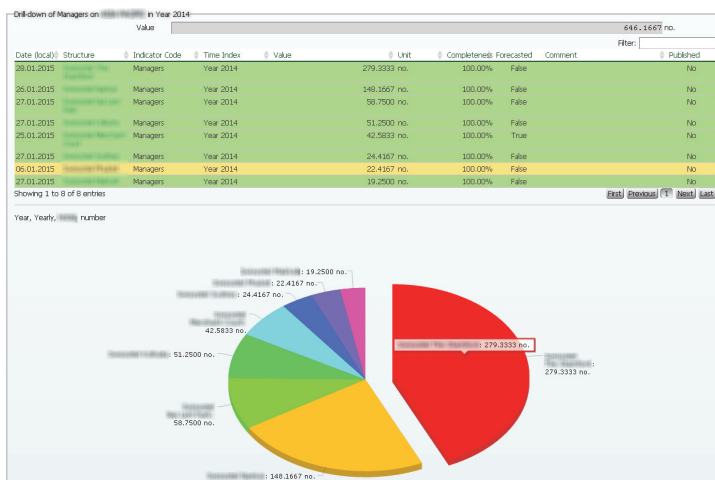 Drill-down of Managers on in Year 2014
Value 646.1667 no.
Filter:
Date (local) Structure Indicator Code Time Index Value Unit Completeness Forecasted Comment Published
28.01.2015 Managers Year 2014 279.3333 no. 100.00% False No
26.01.2015 Managers Year 2014 148.1667 no. 100.00% False No
27.01.2015 Managers Year 2014 58.7500 no. 100.00% False No
27.01.2015 Managers Year 2014 51.2500 no. 100.00% False No
25.01.2015 Managers Year 2014 42.5833 no. 100.00% True No
27.01.2015 Managers Year 2014 24.4167 no. 100.00% False No
06.01.2015 Managers Year 2014 22.4167 no. 100.00% False No
27.01.2015 Managers Year 2014 19.2500 no. 100.00% False No
Showing 1 to 8 of 8 entries First Previous 1 Next Last
Year, Yearly, number
: 19.2500 no.
: 22.4167 no.
: 24.4167 no.
42.5833 no.
: 279.3333 no.
: 51.2500 no.
279.3333 no.
58.7500 no.
: 148.1667 no.